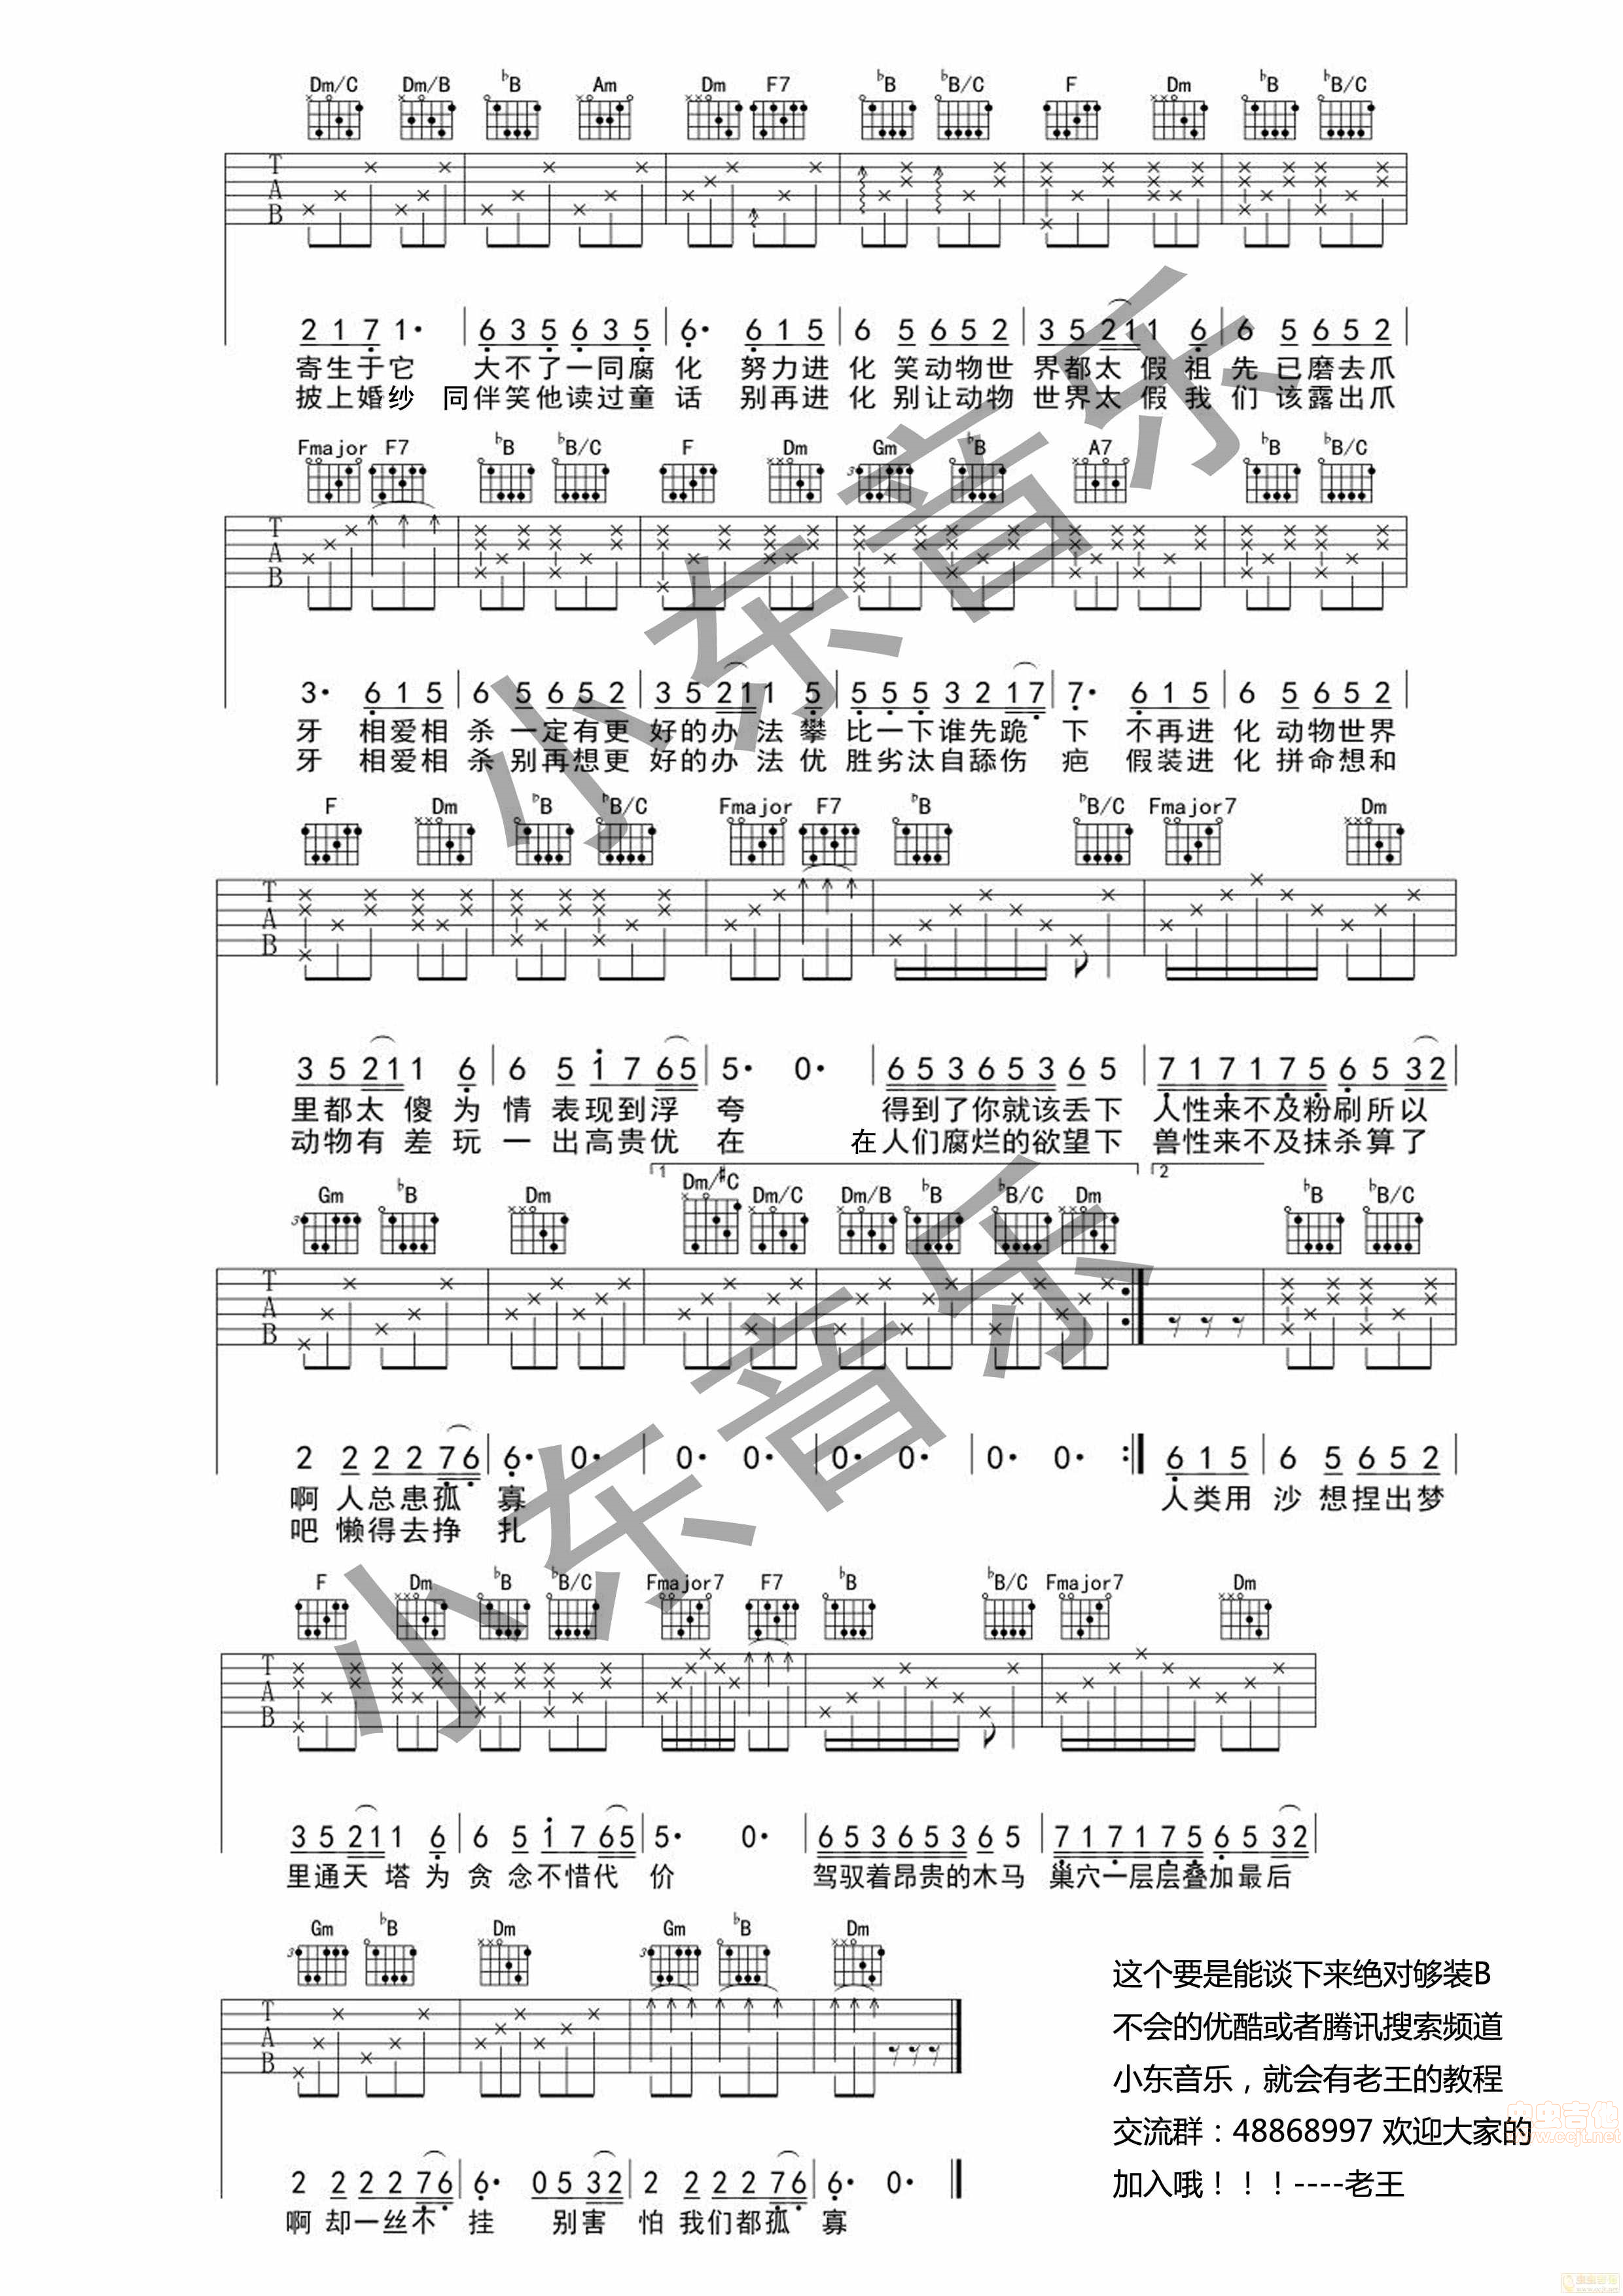 Dm/C Dm/B ♭B Am Dm F7 ♭B ♭B/C F Dm ♭B ♭B/C
T
A
B
2 1 7 1· 6 3 5 6 3 5 6· 6 1 5 6 5 6 5 2 3 5 2 1 1 6 6 5 6 5 2
寄生于它 大不了一同腐 化 努力进 化 笑动物世 界都太 假 祖 先 已磨去爪
披上婚纱 同伴笑他读过童 话 别再进 化 别让动物 世界太 假 我 们 该露出爪
Fmajor F7 ♭B ♭B/C F Dm Gm ♭B A7 ♭B ♭B/C
3
T
A
B
3· 6 1 5 6 5 6 5 2 3 5 2 1 1 5 5 5 5 3 2 1 7 7· 6 1 5 6 5 6 5 2
牙 相爱相 杀 一定有更 好的办 法 攀 比一下谁先跪 下 不再进 化 动物世界
牙 相爱相 杀 别再想更 好的办 法 优 胜劣汰自舔伤 疤 假装进 化 拼命想和
F Dm ♭B ♭B/C Fmajor F7 ♭B ♭B/C Fmajor7 Dm
T
A
B
3 5 2 1 1 6 6 5 1 7 6 5 5· 0· 6 5 3 6 5 3 6 5 7 1 7 1 7 5 6 5 3 2
里都太 傻 为 情 表现到浮 夸 得到了你就该丢下 人性来不及粉刷所以
动物有 差 玩 一 出高贵优 在 在人们腐烂的欲望下 兽性来不及抹杀算了
1 2
Gm ♭B Dm Dm/#C Dm/C Dm/B ♭B ♭B/C Dm ♭B ♭B/C
3
T
A
B
2 2 2 2 7 6 6· 0· 0· 0· 0· 0· 0· 0· 6 1 5 6 5 6 5 2
啊 人总患孤 寡 人类用 沙 想捏出梦
吧 懒得去挣 扎
F Dm ♭B ♭B/C Fmajor7 F7 ♭B ♭B/C Fmajor7 Dm
T
A
B
3 5 2 1 1 6 6 5 1 7 6 5 5· 0· 6 5 3 6 5 3 6 5 7 1 7 1 7 5 6 5 3 2
里通天 塔 为 贪 念不惜代 价 驾驭着昂贵的木马 巢穴一层层叠加最后
Gm ♭B Dm Gm ♭B Dm
3 3
T
A
B
2 2 2 2 7 6 6· 0 5 3 2 2 2 2 2 7 6 6· 0·
啊 却一丝不 挂 别害 怕 我们都孤 寡
这个要是能谈下来绝对够装B
不会的优酷或者腾讯搜索频道
小东音乐，就会有老王的教程
交流群：48868997 欢迎大家的
加入哦！！！----老王
小东音乐
小东音乐
虫虫吉他
www.ccjt.net